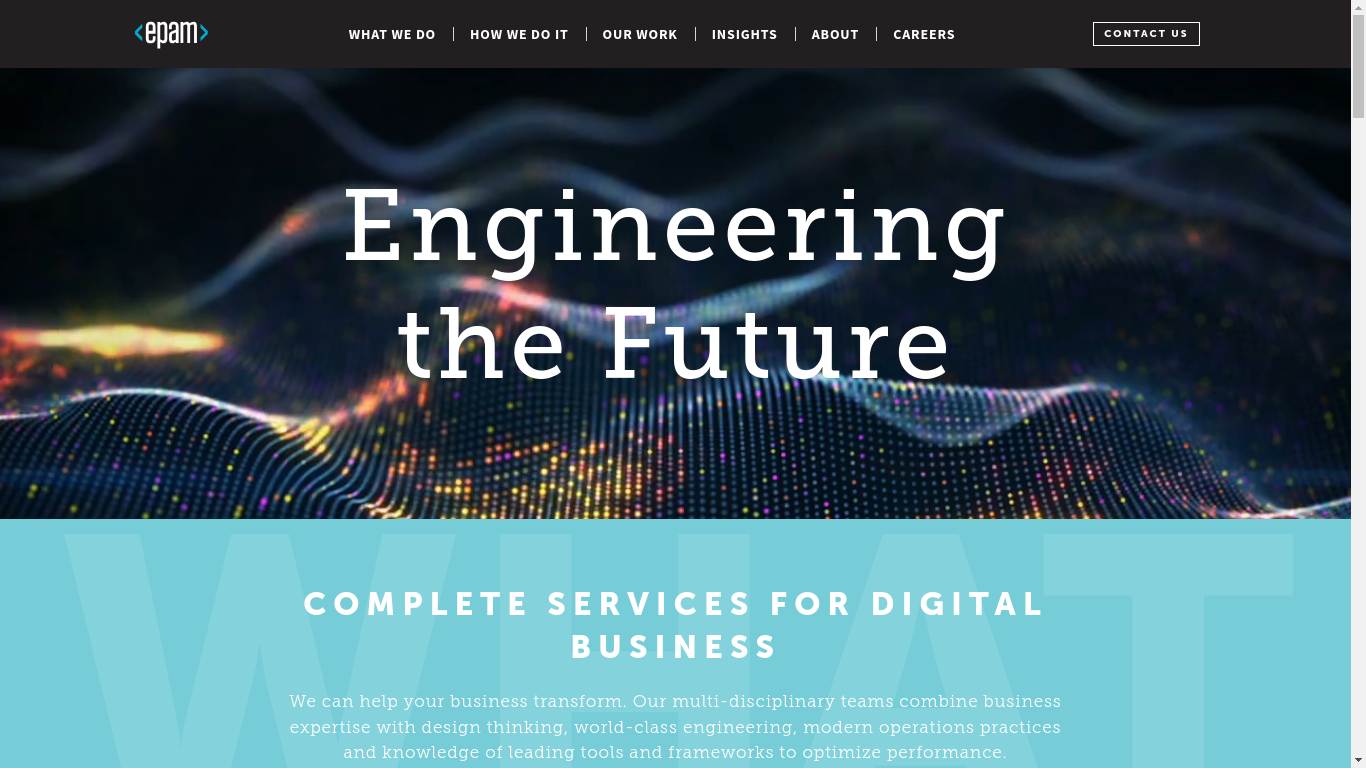 <epam>
WHAT WE DO
HOW WE DO IT
OUR WORK
INSIGHTS
ABOUT
CAREERS
CONTACT US
Engineering
the Future
WHAT
COMPLETE SERVICES FOR DIGITAL
BUSINESS
We can help your business transform. Our multi-disciplinary teams combine business
expertise with design thinking, world-class engineering, modern operations practices
and knowledge of leading tools and frameworks to optimize performance.